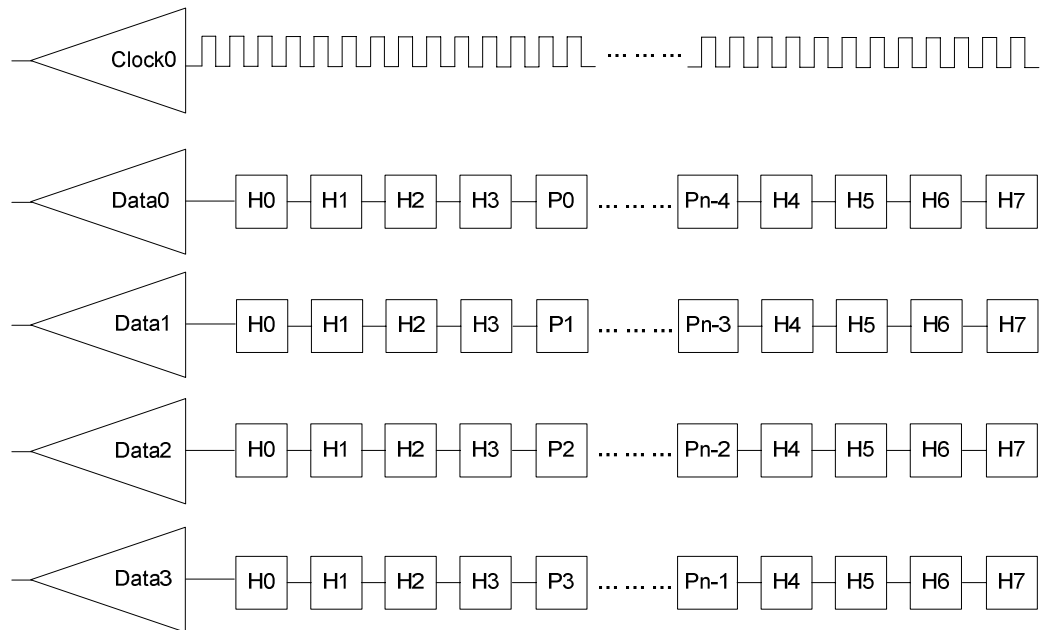 Clock0 ... ... ...
Data0 H0 H1 H2 H3 P0 ... ... ... Pn-4 H4 H5 H6 H7
Data1 H0 H1 H2 H3 P1 ... ... ... Pn-3 H4 H5 H6 H7
Data2 H0 H1 H2 H3 P2 ... ... ... Pn-2 H4 H5 H6 H7
Data3 H0 H1 H2 H3 P3 ... ... ... Pn-1 H4 H5 H6 H7